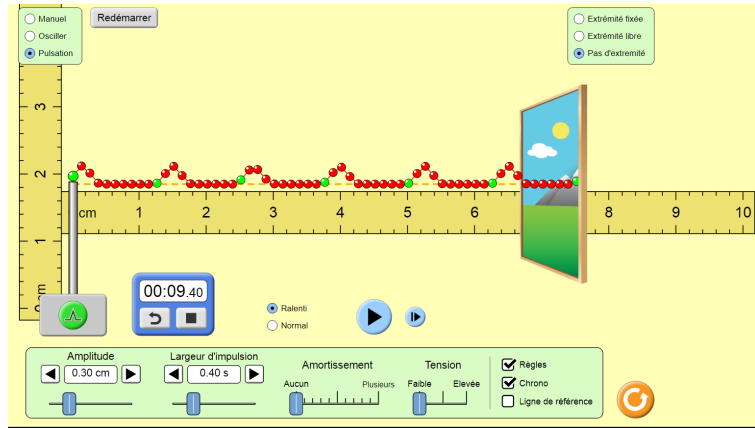 Manuel
Osciller
Pulsation
Redémarrer
Extrémité fixée
Extrémité libre
Pas d'extremité
3
2
1
0 cm
cm 1 2 3 4 5 6 8 9 10
00:09.40
Ralenti
Normal
Amplitude
0.30 cm
Largeur d'impulsion
0.40 s
Amortissement
Aucun Plusieurs
Tension
Faible Elevée
Règles
Chrono
Ligne de référence